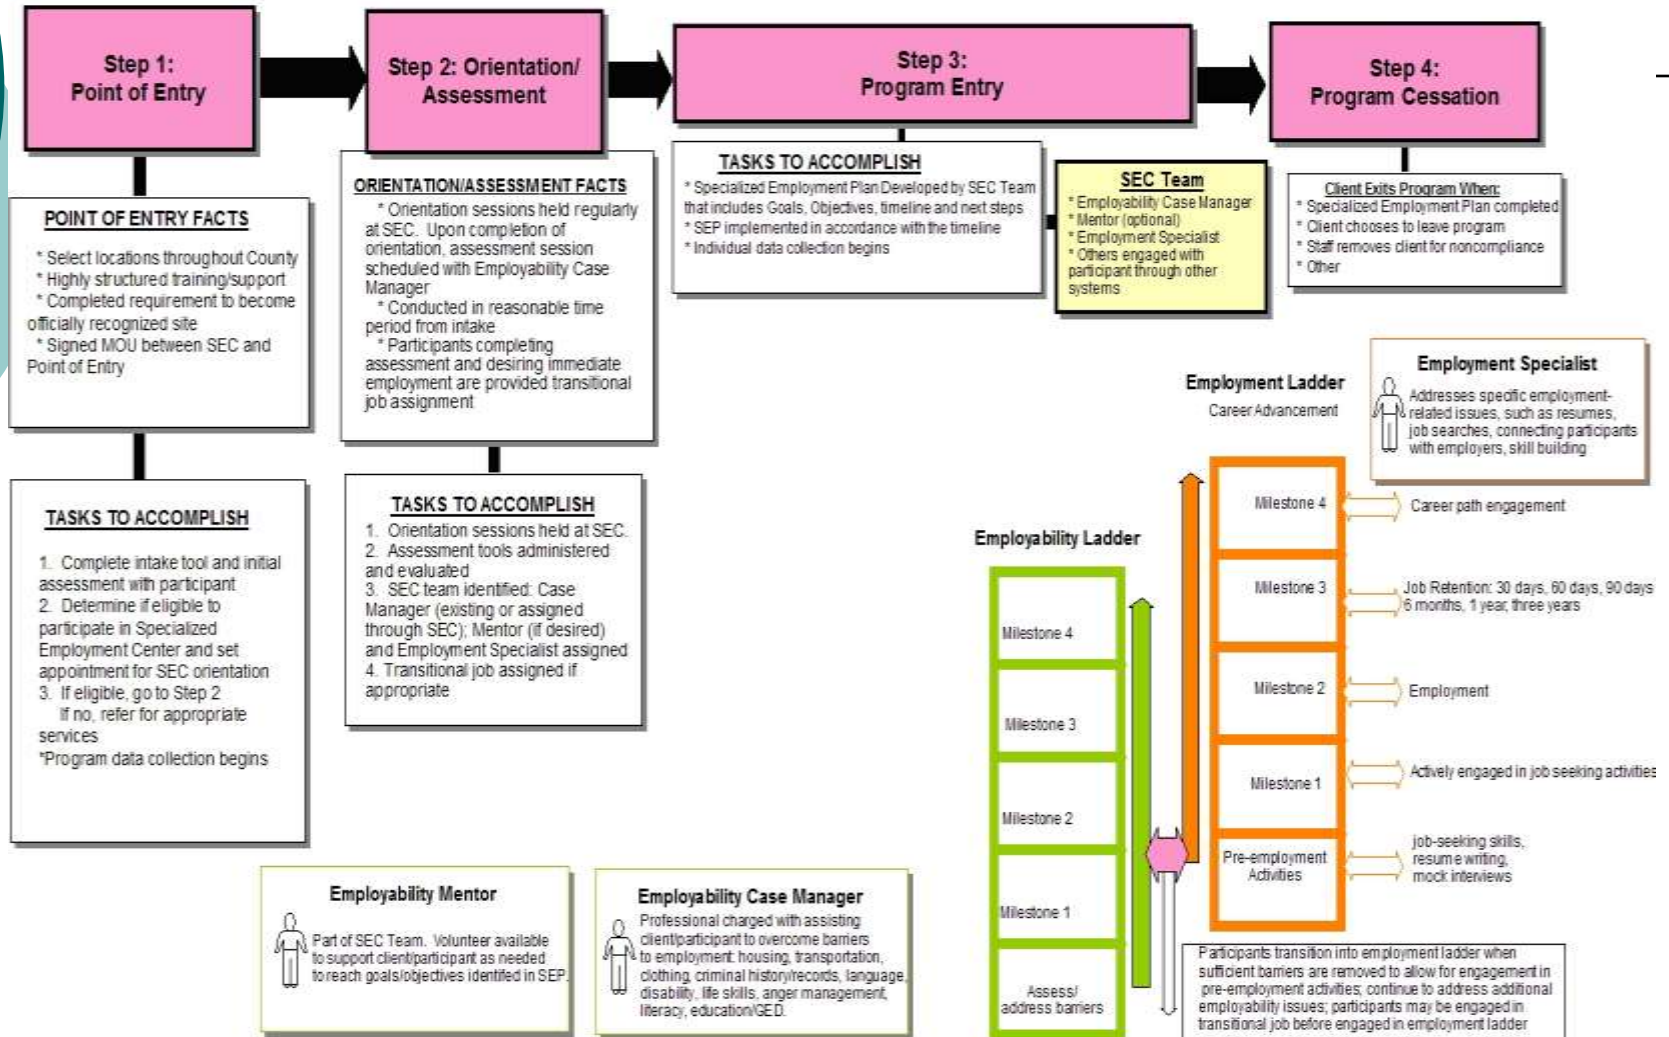 Step 1:
Point of Entry
Step 2: Orientation/
Assessment
Step 3:
Program Entry
Step 4:
Program Cessation
POINT OF ENTRY FACTS
* Select locations throughout County
* Highly structured training/support
* Completed requirement to become
officially recognized site
* Signed MOU between SEC and
Point of Entry
TASKS TO ACCOMPLISH
1. Complete intake tool and initial
assessment with participant
2. Determine if eligible to
participate in Specialized
Employment Center and set
appointment for SEC orientation
3. If eligible, go to Step 2
If no, refer for appropriate
services
*Program data collection begins
ORIENTATION/ASSESSMENT FACTS
* Orientation sessions held regularly
at SEC. Upon completion of
orientation, assessment session
scheduled with Employability Case
Manager
* Conducted in reasonable time
period from intake
* Participants completing
assessment and desiring immediate
employment are provided transitional
job assignment
TASKS TO ACCOMPLISH
1. Orientation sessions held at SEC.
2. Assessment tools administered
and evaluated
3. SEC team identified: Case
Manager (existing or assigned
through SEC); Mentor (if desired)
and Employment Specialist assigned
4. Transitional job assigned if
appropriate
TASKS TO ACCOMPLISH
* Specialized Employment Plan Developed by SEC Team
that includes Goals, Objectives, timeline and next steps
* SEP implemented in accordance with the timeline
* Individual data collection begins
SEC Team
* Employability Case Manager
* Mentor (optional)
* Employment Specialist
* Others engaged with
participant through other
systems
Client Exits Program When:
* Specialized Employment Plan completed
* Client chooses to leave program
* Staff removes client for noncompliance
* Other
Employment Specialist
Addresses specific employment-
related issues, such as resumes,
job searches, connecting participants
with employers, skill building
Employment Ladder
Career Advancement
Milestone 4
Career path engagement
Milestone 3
Job Retention: 30 days, 60 days, 90 days
6 months, 1 year, three years
Milestone 2
Employment
Milestone 1
Actively engaged in job seeking activities
Pre-employment
Activities
job-seeking skills,
resume writing,
mock interviews
Employability Ladder
Milestone 4
Milestone 3
Milestone 2
Milestone 1
Assess/
address barriers
Participants transition into employment ladder when
sufficient barriers are removed to allow for engagement in
pre-employment activities; continue to address additional
employability issues; participants may be engaged in
transitional job before engaged in employment ladder
Employability Mentor
Part of SEC Team. Volunteer available
to support client/participant as needed
to reach goals/objectives identifed in SEP.
Employability Case Manager
Professional charged with assisting
client/participant to overcome barriers
to employment: housing, transportation,
clothing, criminal history/records, language,
disability, life skills, anger management,
literacy, education/GED.